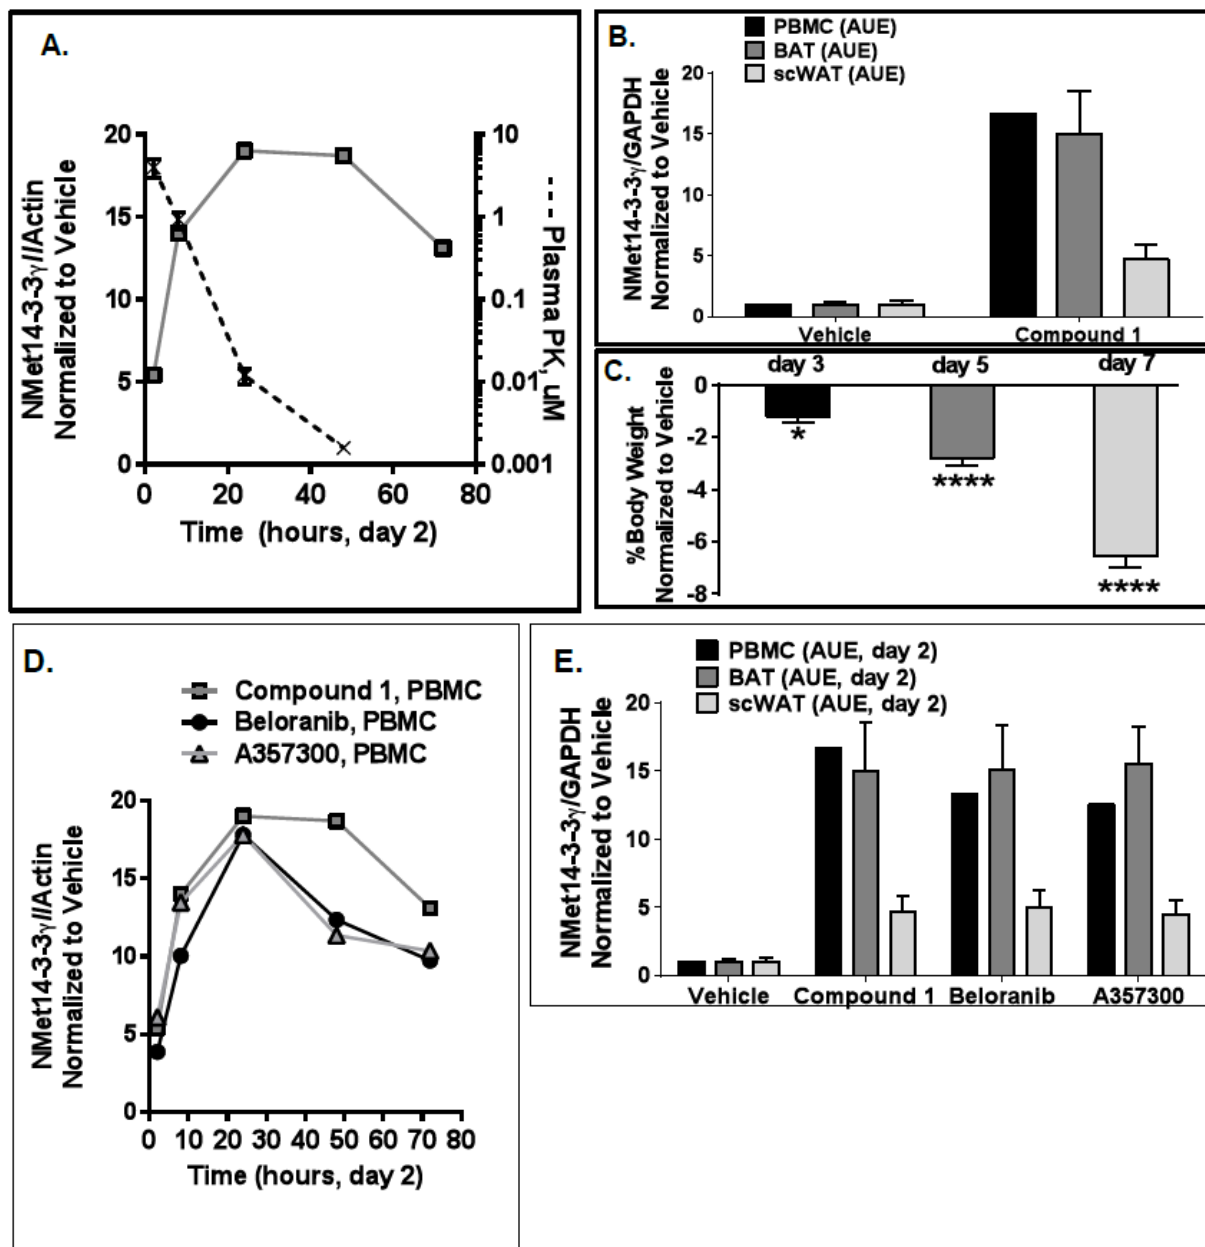 A.
NMet14-3-3γ//Actin
Normalized to Vehicle
20
15
10
5
0
10
1
0.1
0.01
0.001
Plasma PK, uM
0 20 40 60 80
Time (hours, day 2)
B.
PBMC (AUE)
BAT (AUE)
scWAT (AUE)
NMet14-3-3γ/GAPDH
Normalized to Vehicle
20
15
10
5
0
Vehicle Compound 1
C.
day 3 day 5 day 7
%Body Weight
Normalized to Vehicle
0
-2
-4
-6
-8
*
****
****
D.
Compound 1, PBMC
Beloranib, PBMC
A357300, PBMC
NMet14-3-3γ//Actin
Normalized to Vehicle
20
15
10
5
0
0 10 20 30 40 50 60 70 80
Time (hours, day 2)
E.
PBMC (AUE, day 2)
BAT (AUE, day 2)
scWAT (AUE, day 2)
NMet14-3-3γ/GAPDH
Normalized to Vehicle
20
15
10
5
0
Vehicle Compound 1 Beloranib A357300